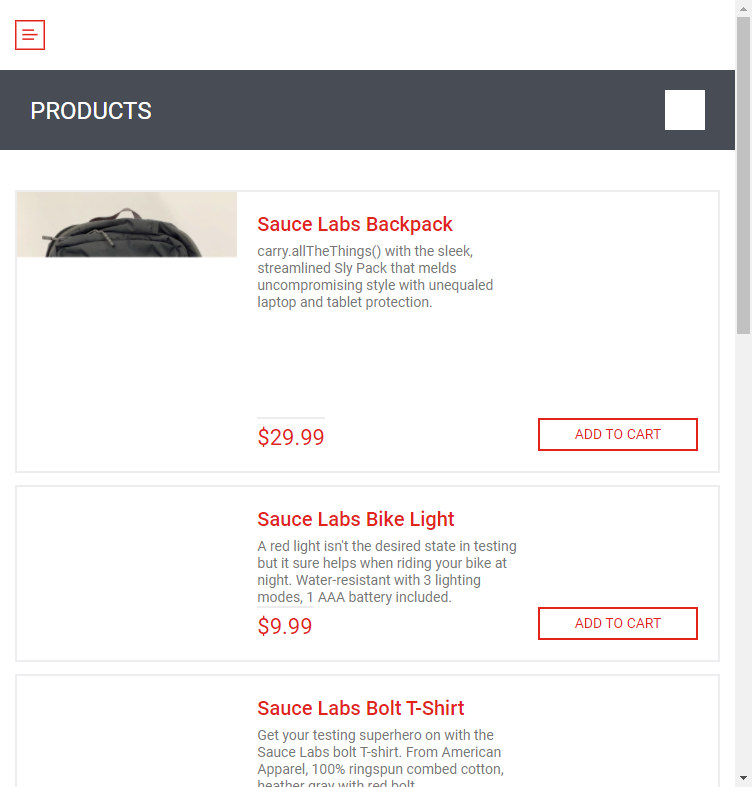 PRODUCTS
Sauce Labs Backpack
carry.allTheThings() with the sleek,
streamlined Sly Pack that melds
uncompromising style with unequaled
laptop and tablet protection.
$29.99
ADD TO CART
Sauce Labs Bike Light
A red light isn't the desired state in testing
but it sure helps when riding your bike at
night. Water-resistant with 3 lighting
modes, 1 AAA battery included.
$9.99
ADD TO CART
Sauce Labs Bolt T-Shirt
Get your testing superhero on with the
Sauce Labs bolt T-shirt. From American
Apparel, 100% ringspun combed cotton,
heather gray with red bolt.